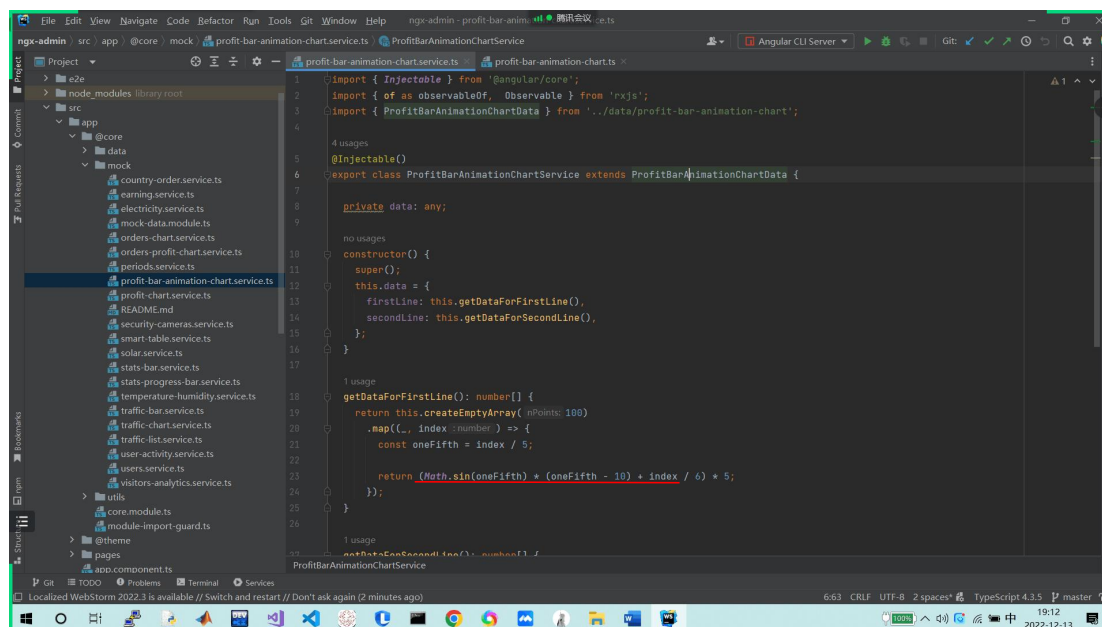 File Edit View Navigate Code Refactor Run Tools Git Window Help ngx-admin - profit-bar-anima 腾讯会议 ce.ts
ngx-admin src app @core mock profit-bar-animation-chart.service.ts ProfitBarAnimationChartService Angular CLI Server Git:
Project profit-bar-animation-chart.service.ts profit-bar-animation-chart.ts
Project
Commit
Pull Requests
Bookmarks
npm
Structure
e2e
node_modules library root
src
app
@core
data
mock
country-order.service.ts
earning.service.ts
electricity.service.ts
mock-data.module.ts
orders-chart.service.ts
orders-profit-chart.service.ts
periods.service.ts
profit-bar-animation-chart.service.ts
profit-chart.service.ts
README.md
security-cameras.service.ts
smart-table.service.ts
solar.service.ts
stats-bar.service.ts
stats-progress-bar.service.ts
temperature-humidity.service.ts
traffic-bar.service.ts
traffic-chart.service.ts
traffic-list.service.ts
user-activity.service.ts
users.service.ts
visitors-analytics.service.ts
utils
core.module.ts
module-import-guard.ts
@theme
pages
app.component.ts
1 import { Injectable } from '@angular/core';
2 import { of as observableOf, Observable } from 'rxjs';
3 import { ProfitBarAnimationChartData } from '../data/profit-bar-animation-chart';
4
4 usages
5 @Injectable()
6 export class ProfitBarAnimationChartService extends ProfitBarAnimationChartData {
7
8 private data: any;
9
no usages
10 constructor() {
11 super();
12 this.data = {
13 firstLine: this.getDataForFirstLine(),
14 secondLine: this.getDataForSecondLine(),
15 };
16 }
17
1 usage
18 getDataForFirstLine(): number[] {
19 return this.createEmptyArray( nPoints: 100)
20 .map((_, index : number ) => {
21 const oneFifth = index / 5;
22
23 return (Math.sin(oneFifth) * (oneFifth - 10) + index / 6) * 5;
24 });
25 }
26
1 usage
27 getDataForSecondLine(): number[] {
1
ProfitBarAnimationChartService
Git TODO Problems Terminal Services
Localized WebStorm 2022.3 is available // Switch and restart // Don't ask again (2 minutes ago) 6:63 CRLF UTF-8 2 spaces* TypeScript 4.3.5 master
100% 中 19:12
2022-12-13